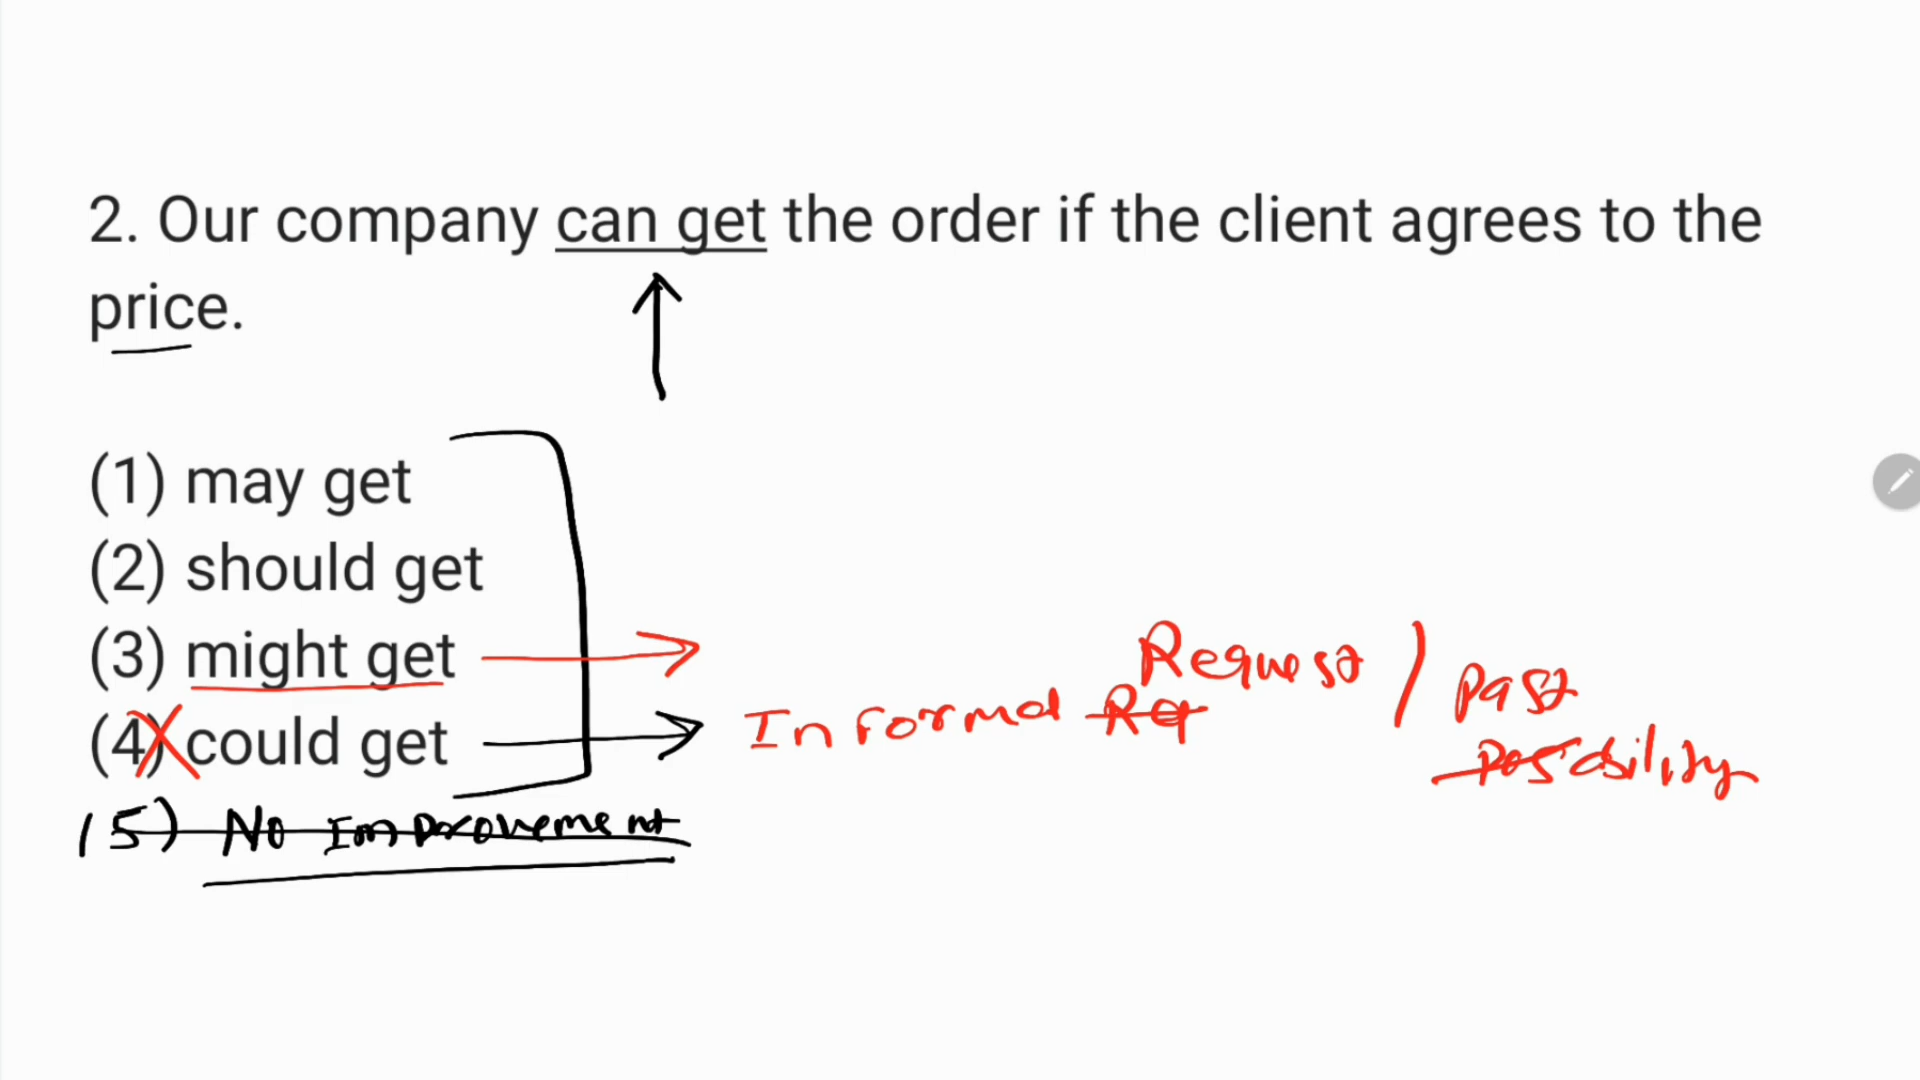 2. Our company can get the order if the client agrees to the
price.
(1) may get
(2) should get
(3) might get
(4) could get
(5) No Improvement
Request / past
Informal Req
possibility